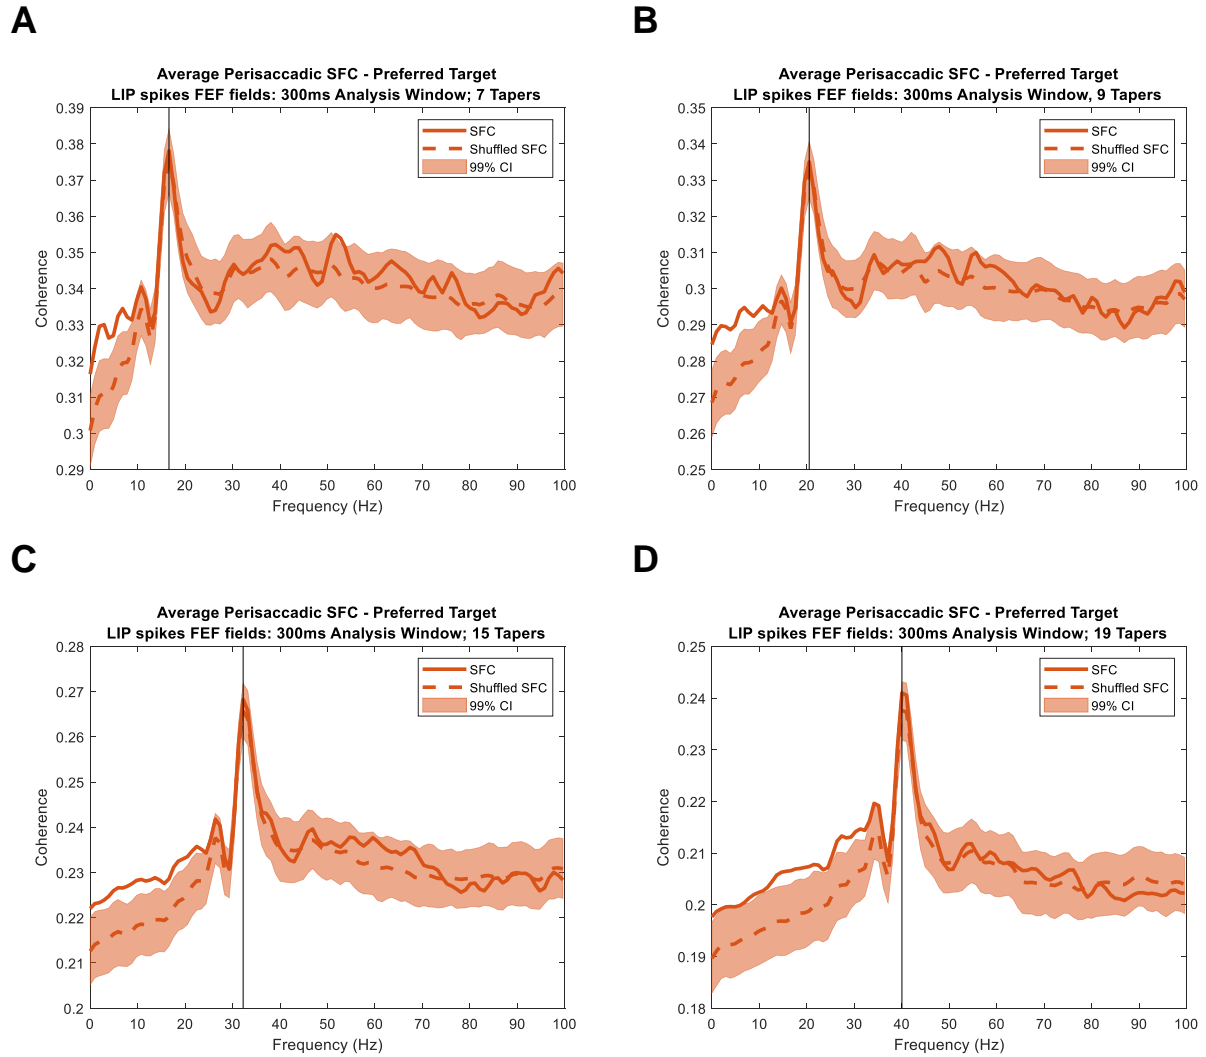 A
Average Perisaccadic SFC - Preferred Target
LIP spikes FEF fields: 300ms Analysis Window; 7 Tapers
SFC
Shuffled SFC
99% CI
0.39
0.38
0.37
0.36
0.35
0.34
0.33
0.32
0.31
0.3
0.29
Coherence
0 10 20 30 40 50 60 70 80 90 100
Frequency (Hz)
B
Average Perisaccadic SFC - Preferred Target
LIP spikes FEF fields: 300ms Analysis Window, 9 Tapers
SFC
Shuffled SFC
99% CI
0.35
0.34
0.33
0.32
0.31
0.3
0.29
0.28
0.27
0.26
0.25
Coherence
0 10 20 30 40 50 60 70 80 90 100
Frequency (Hz)
C
Average Perisaccadic SFC - Preferred Target
LIP spikes FEF fields: 300ms Analysis Window; 15 Tapers
SFC
Shuffled SFC
99% CI
0.28
0.27
0.26
0.25
0.24
0.23
0.22
0.21
0.2
Coherence
0 10 20 30 40 50 60 70 80 90 100
Frequency (Hz)
D
Average Perisaccadic SFC - Preferred Target
LIP spikes FEF fields: 300ms Analysis Window; 19 Tapers
SFC
Shuffled SFC
99% CI
0.25
0.24
0.23
0.22
0.21
0.2
0.19
0.18
Coherence
0 10 20 30 40 50 60 70 80 90 100
Frequency (Hz)